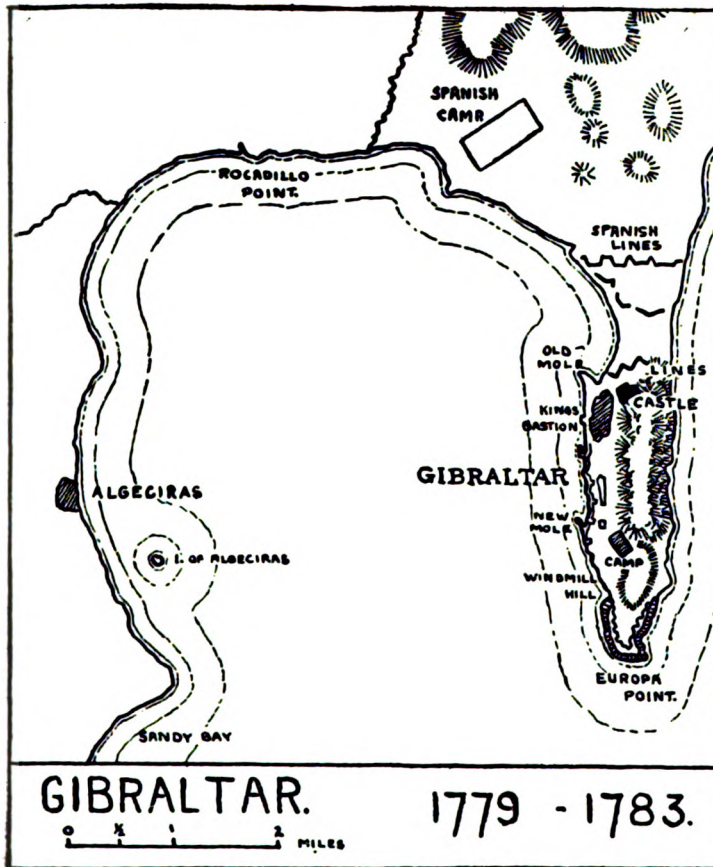 SPANISH
CAMP
ROCADILLO
POINT.
SPANISH
LINES
OLD
MOLE
LINES
CASTLE
KINGS
BASTION
GIBRALTAR
ALGECIRAS
NEW
MOLE
I. OF ALGECIRAS
CAMP
WINDMILL
HILL
EUROPA
POINT.
SANDY BAY
GIBRALTAR. 1779 - 1783.
0 ½ 1 2 MILES